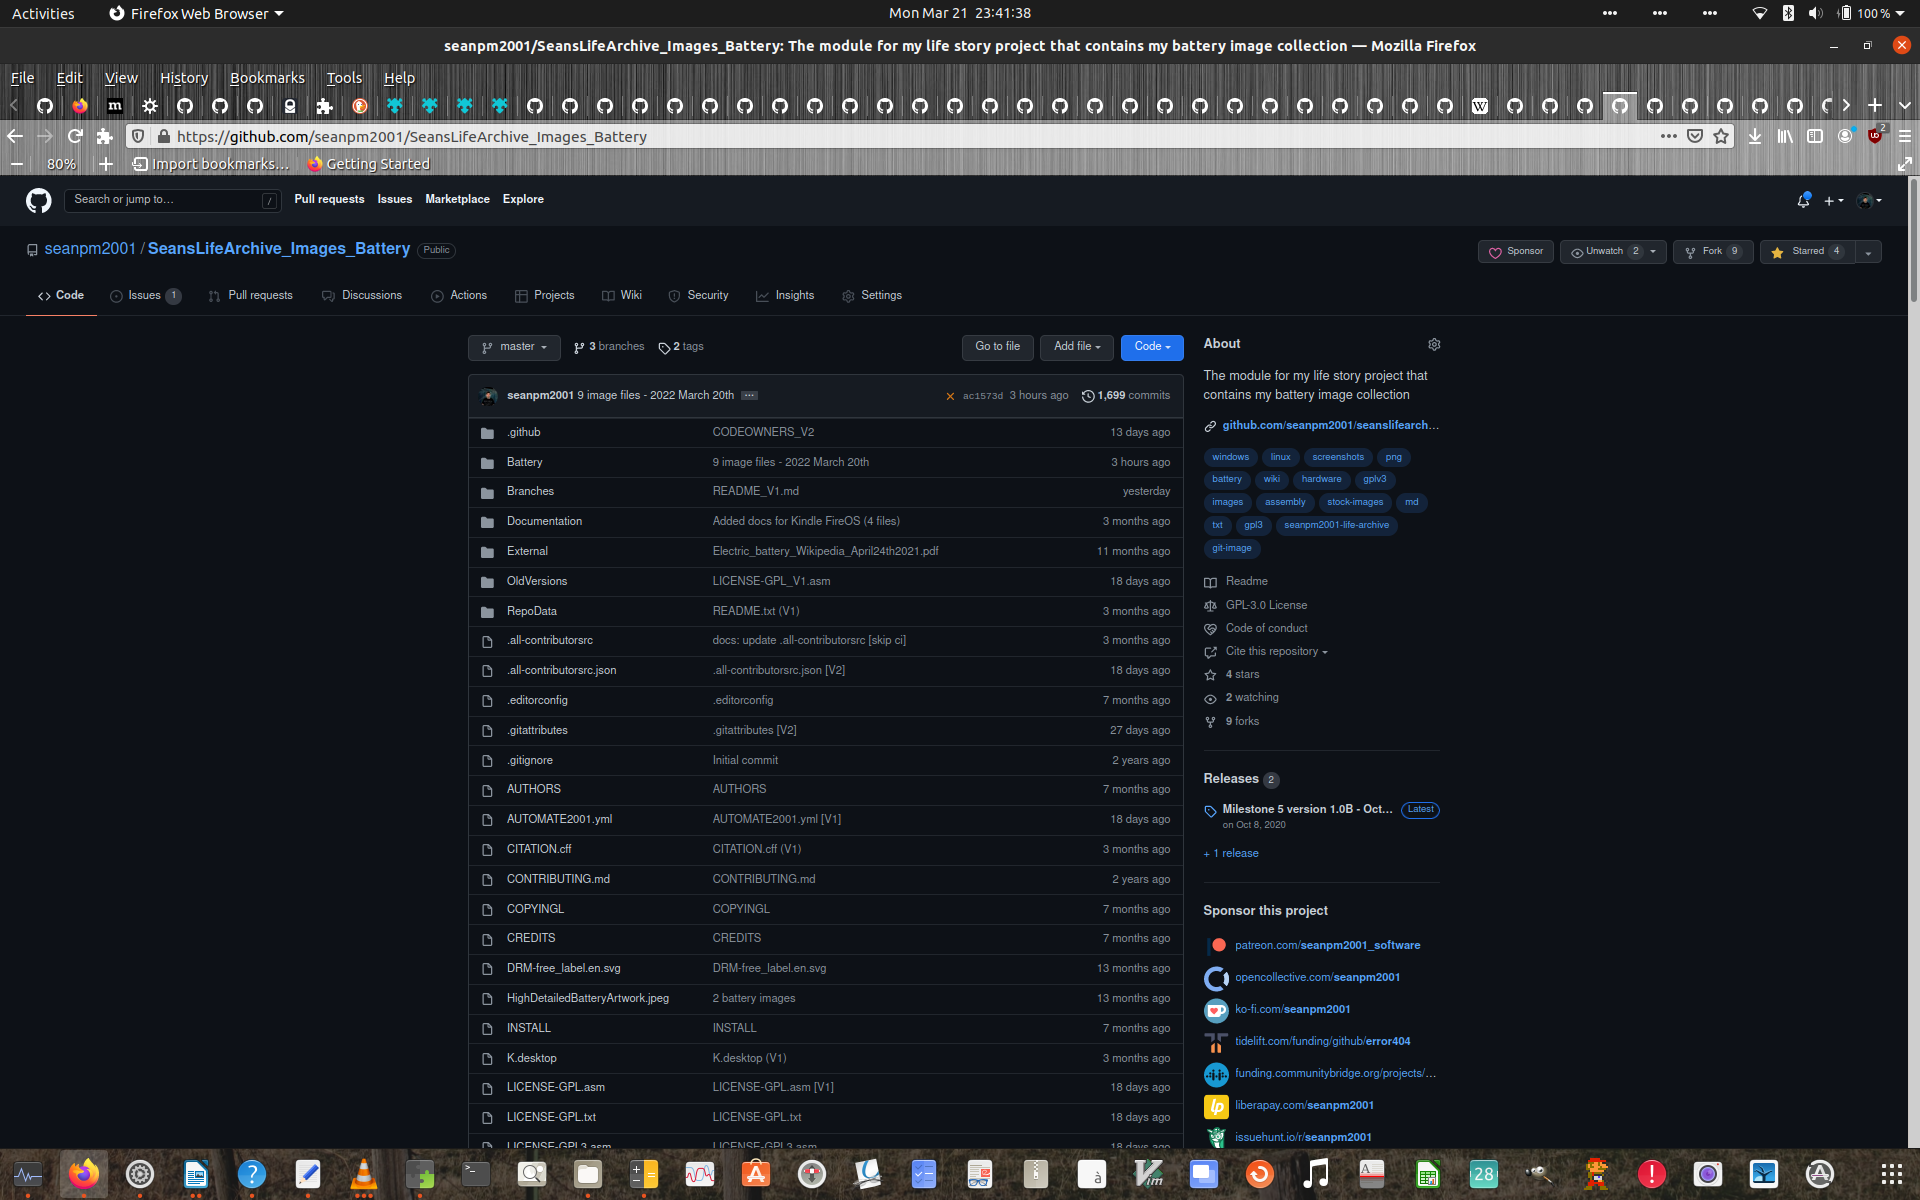 Activities
Firefox Web Browser
Mon Mar 21 23:41:38
100 %
seanpm2001/SeansLifeArchive_Images_Battery: The module for my life story project that contains my battery image collection — Mozilla Firefox
File Edit View History Bookmarks Tools Help
https://github.com/seanpm2001/SeansLifeArchive_Images_Battery
2
80%
Import bookmarks...
Getting Started
Search or jump to...
/
Pull requests Issues Marketplace Explore
seanpm2001 / SeansLifeArchive_Images_Battery Public
Sponsor
Unwatch 2
Fork 9
Starred 4
Code
Issues 1
Pull requests
Discussions
Actions
Projects
Wiki
Security
Insights
Settings
master
3 branches
2 tags
Go to file
Add file
Code
seanpm2001 9 image files - 2022 March 20th ... ac1573d 3 hours ago 1,699 commits
.github CODEOWNERS_V2 13 days ago
Battery 9 image files - 2022 March 20th 3 hours ago
Branches README_V1.md yesterday
Documentation Added docs for Kindle FireOS (4 files) 3 months ago
External Electric_battery_Wikipedia_April24th2021.pdf 11 months ago
OldVersions LICENSE-GPL_V1.asm 18 days ago
RepoData README.txt (V1) 3 months ago
.all-contributorsrc docs: update .all-contributorsrc [skip ci] 3 months ago
.all-contributorsrc.json .all-contributorsrc.json [V2] 18 days ago
.editorconfig .editorconfig 7 months ago
.gitattributes .gitattributes [V2] 27 days ago
.gitignore Initial commit 2 years ago
AUTHORS AUTHORS 7 months ago
AUTOMATE2001.yml AUTOMATE2001.yml [V1] 18 days ago
CITATION.cff CITATION.cff (V1) 3 months ago
CONTRIBUTING.md CONTRIBUTING.md 2 years ago
COPYINGL COPYINGL 7 months ago
CREDITS CREDITS 7 months ago
DRM-free_label.en.svg DRM-free_label.en.svg 13 months ago
HighDetailedBatteryArtwork.jpeg 2 battery images 13 months ago
INSTALL INSTALL 7 months ago
K.desktop K.desktop (V1) 3 months ago
LICENSE-GPL.asm LICENSE-GPL.asm [V1] 18 days ago
LICENSE-GPL.txt LICENSE-GPL.txt 18 days ago
LICENSE-GPL3.asm LICENSE-GPL3.asm 18 days ago
About
The module for my life story project that
contains my battery image collection
github.com/seanpm2001/seanslifearch...
windows linux screenshots png
battery wiki hardware gplv3
images assembly stock-images md
txt gpl3 seanpm2001-life-archive
git-image
Readme
GPL-3.0 License
Code of conduct
Cite this repository
4 stars
2 watching
9 forks
Releases 2
Milestone 5 version 1.0B - Oct... Latest
on Oct 8, 2020
+ 1 release
Sponsor this project
patreon.com/seanpm2001_software
opencollective.com/seanpm2001
ko-fi.com/seanpm2001
tidelift.com/funding/github/error404
funding.communitybridge.org/projects/...
liberapay.com/seanpm2001
issuehunt.io/r/seanpm2001
28